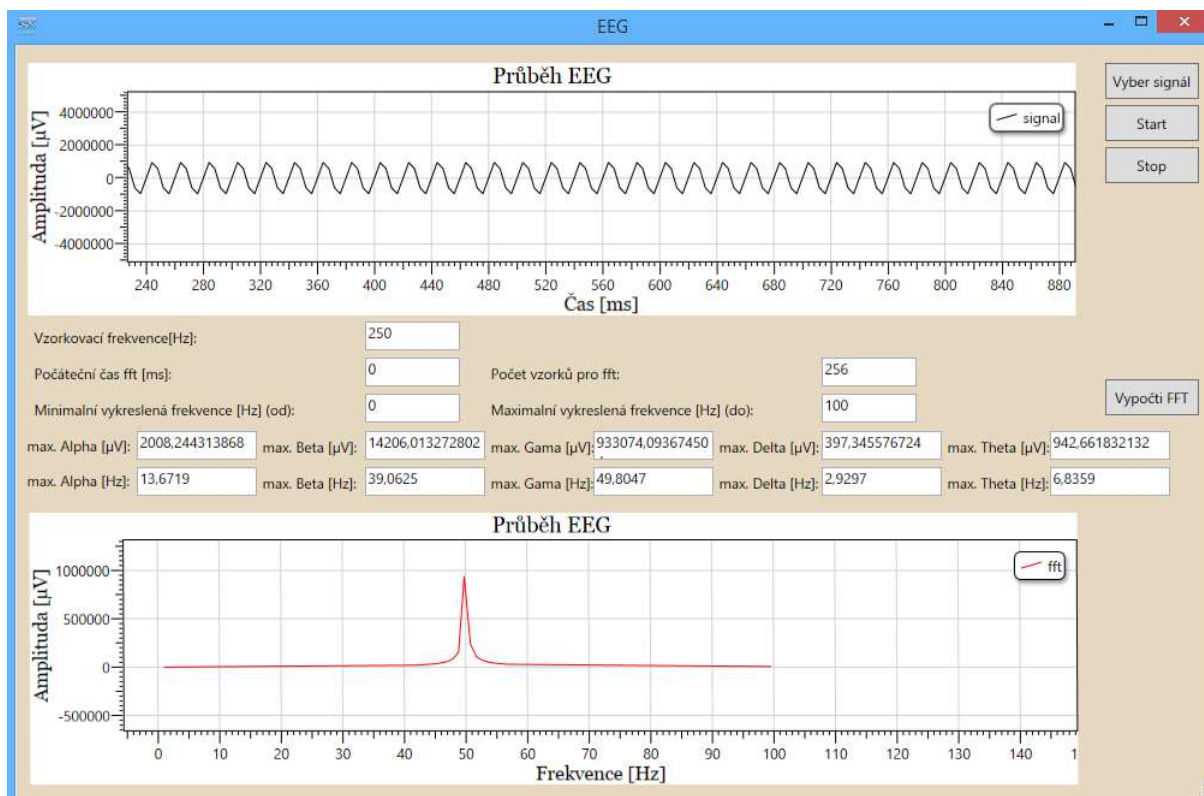 EEG
Průběh EEG
Vyber signál
Start
Stop
signal
Amplituda [µV]
4000000
2000000
0
-2000000
-4000000
240 280 320 360 400 440 480 520 560 600 640 680 720 760 800 840 880
Čas [ms]
Vzorkovací frekvence[Hz]: 250
Počáteční čas fft [ms]: 0 Počet vzorků pro fft: 256
Minimalní vykreslená frekvence [Hz] (od): 0 Maximalní vykreslená frekvence [Hz] (do): 100
Vypočti FFT
max. Alpha [µV]: 2008,244313868 max. Beta [µV]: 14206,013272802 max. Gama [µV]: 933074,09367450 max. Delta [µV]: 397,345576724 max. Theta [µV]: 942,661832132
max. Alpha [Hz]: 13,6719 max. Beta [Hz]: 39,0625 max. Gama [Hz]: 49,8047 max. Delta [Hz]: 2,9297 max. Theta [Hz]: 6,8359
Průběh EEG
fft
Amplituda [µV]
1000000
500000
0
-500000
0 10 20 30 40 50 60 70 80 90 100 110 120 130 140 1
Frekvence [Hz]